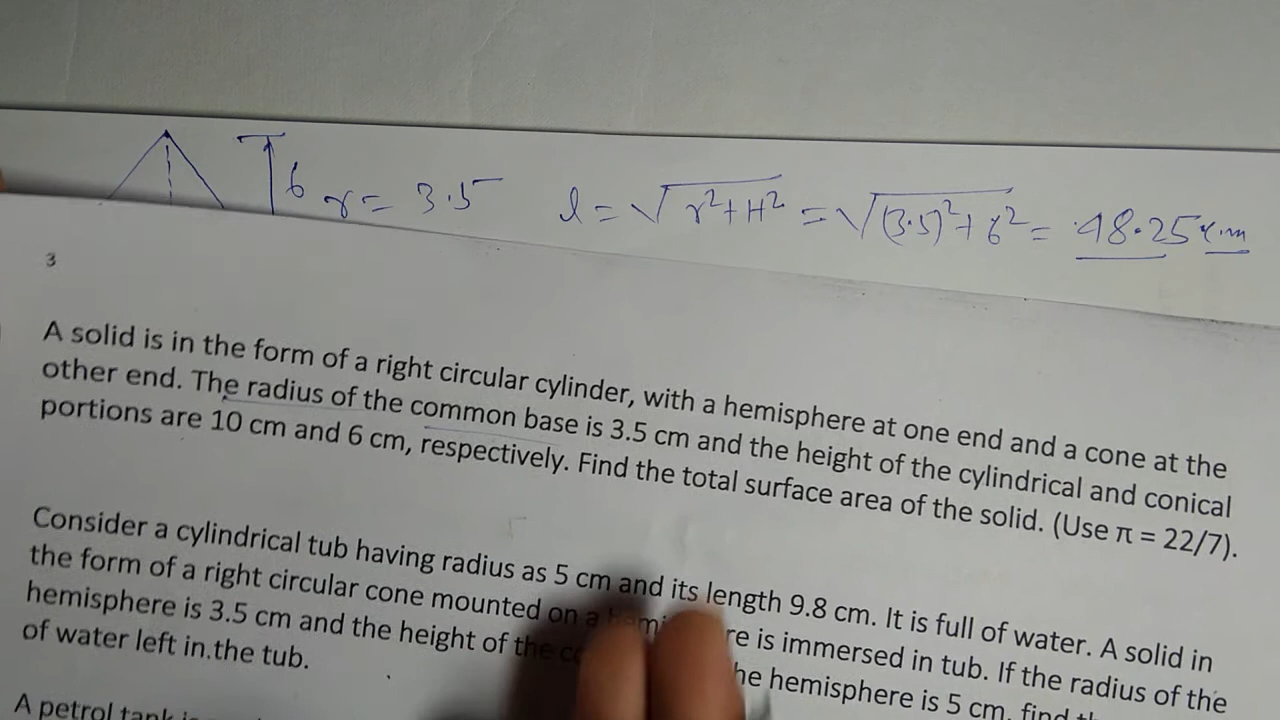 6 r = 3.5 l = √r²+H² = √(3.5)²+6² = 48.25 cm
3
A solid is in the form of a right circular cylinder, with a hemisphere at one end and a cone at the
other end. The radius of the common base is 3.5 cm and the height of the cylindrical and conical
portions are 10 cm and 6 cm, respectively. Find the total surface area of the solid. (Use π = 22/7).
Consider a cylindrical tub having radius as 5 cm and its length 9.8 cm. It is full of water. A solid in
the form of a right circular cone mounted on a re is immersed in tub. If the radius of the
hemisphere is 3.5 cm and the height of the he hemisphere is 5 cm, find
of water left in.the tub.
A petrol tank